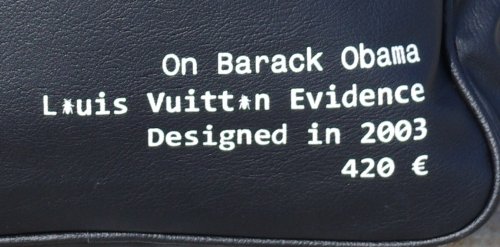 On Barack Obama
L*uis Vuitt*n Evidence
Designed in 2003
420 €